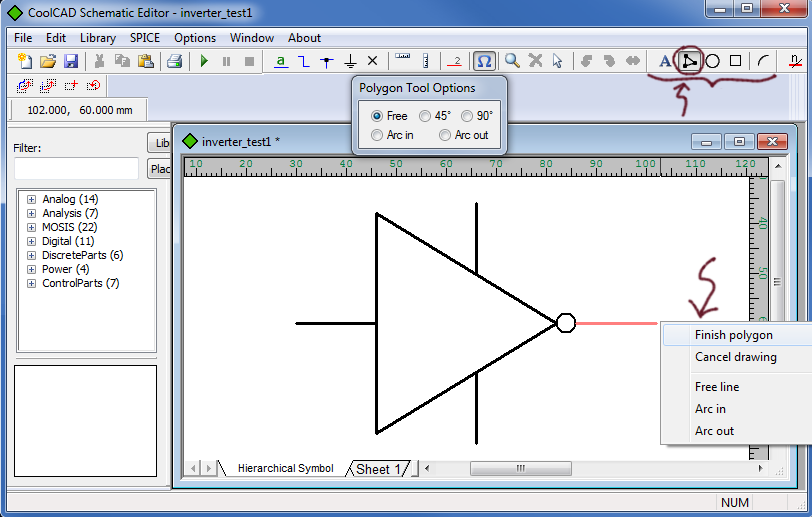 CoolCAD Schematic Editor - inverter_test1
File Edit Library SPICE Options Window About
.2 Ω A n
102.000, 60.000 mm
Polygon Tool Options
Free 45° 90°
Arc in Arc out
Lib
Filter:
Plac
inverter_test1 *
10 20 30 40 50 60 70 80 90 100 110 120
Analog (14)
Analysis (7)
MOSIS (22)
Digital (11)
DiscreteParts (6)
Power (4)
ControlParts (7)
40
50
Finish polygon
Cancel drawing
Free line
Arc in
Arc out
Hierarchical Symbol Sheet 1
NUM